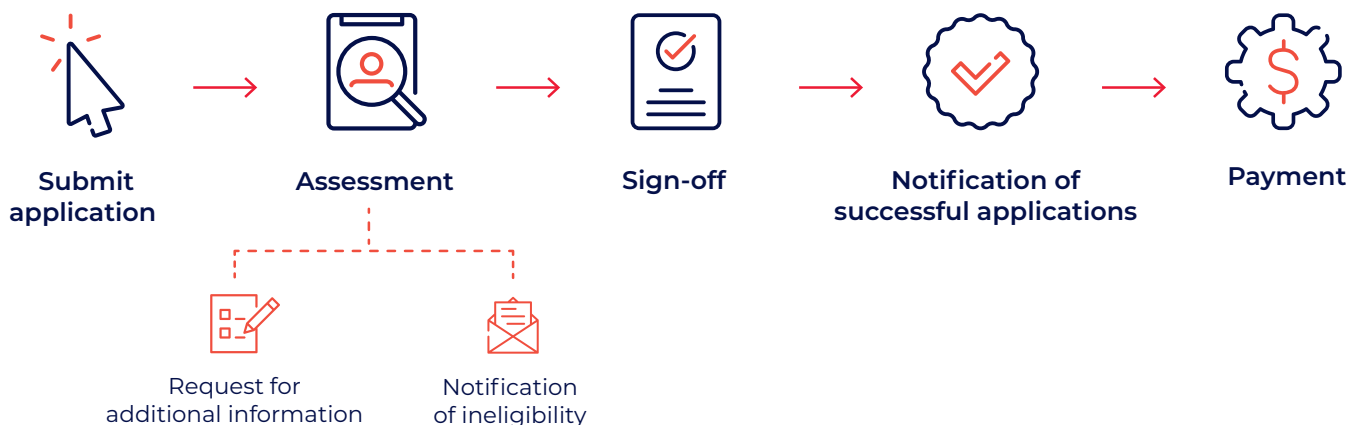 Submit
application
Assessment
Sign-off
Notification of
successful applications
Payment
Request for
additional information
Notification
of ineligibility